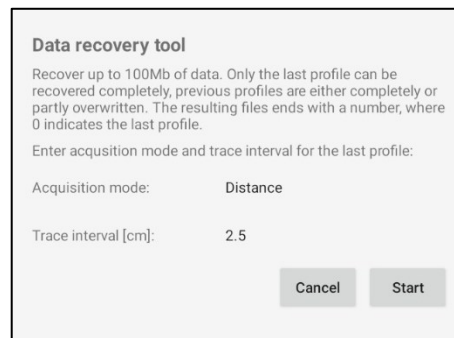 Data recovery tool
Recover up to 100Mb of data. Only the last profile can be
recovered completely, previous profiles are either completely or
partly overwritten. The resulting files ends with a number, where
0 indicates the last profile.
Enter acqusition mode and trace interval for the last profile:
Acquisition mode: Distance
Trace interval [cm]: 2.5
Cancel Start